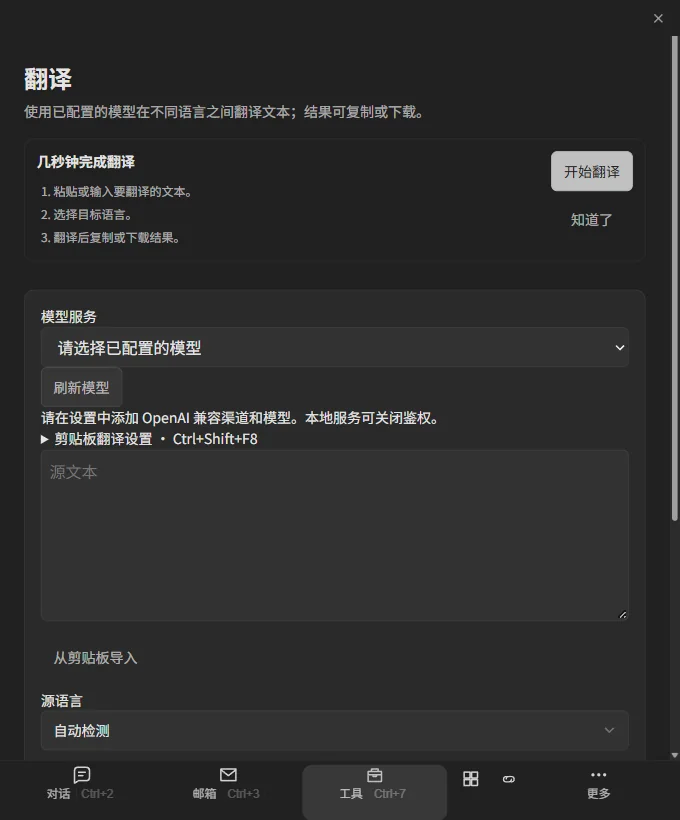 翻译
使用已配置的模型在不同语言之间翻译文本；结果可复制或下载。
几秒钟完成翻译
1. 粘贴或输入要翻译的文本。
2. 选择目标语言。
3. 翻译后复制或下载结果。
开始翻译
知道了
模型服务
请选择已配置的模型
刷新模型
请在设置中添加 OpenAI 兼容渠道和模型。本地服务可关闭鉴权。
剪贴板翻译设置 · Ctrl+Shift+F8
源文本
从剪贴板导入
源语言
自动检测
对话 Ctrl+2
邮箱 Ctrl+3
工具 Ctrl+7
更多